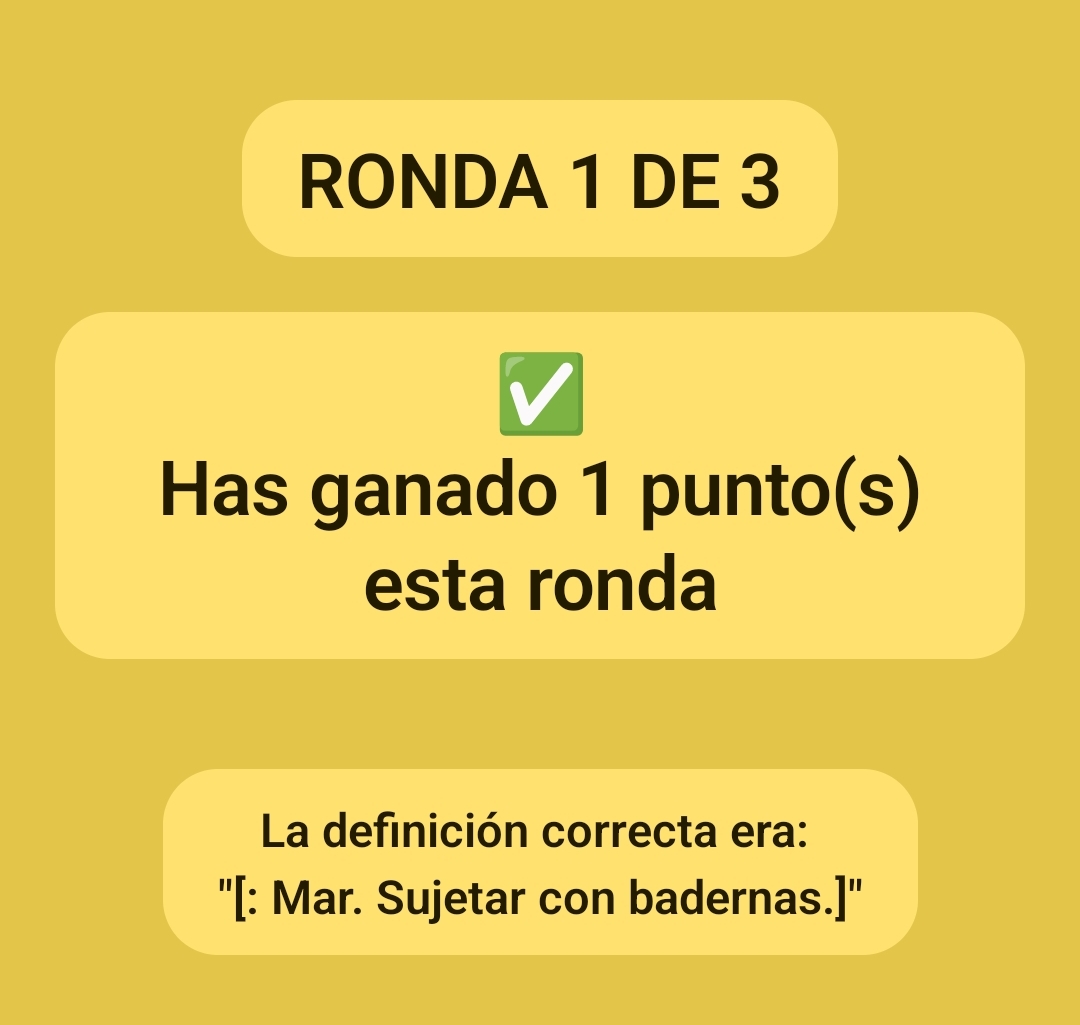 RONDA 1 DE 3
✅
Has ganado 1 punto(s)
esta ronda
La definición correcta era:
"[: Mar. Sujetar con badernas.]"